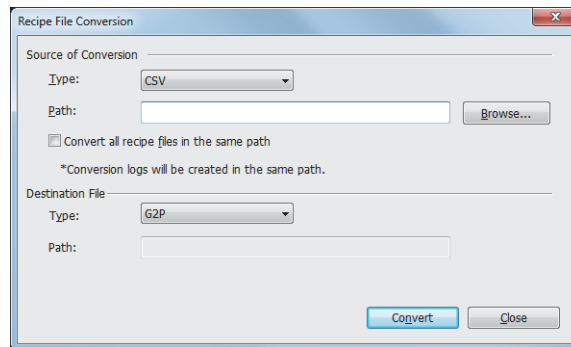 Recipe File Conversion
Source of Conversion
Type: CSV
Path: Browse...
Convert all recipe files in the same path
*Conversion logs will be created in the same path.
Destination File
Type: G2P
Path:
Convert Close